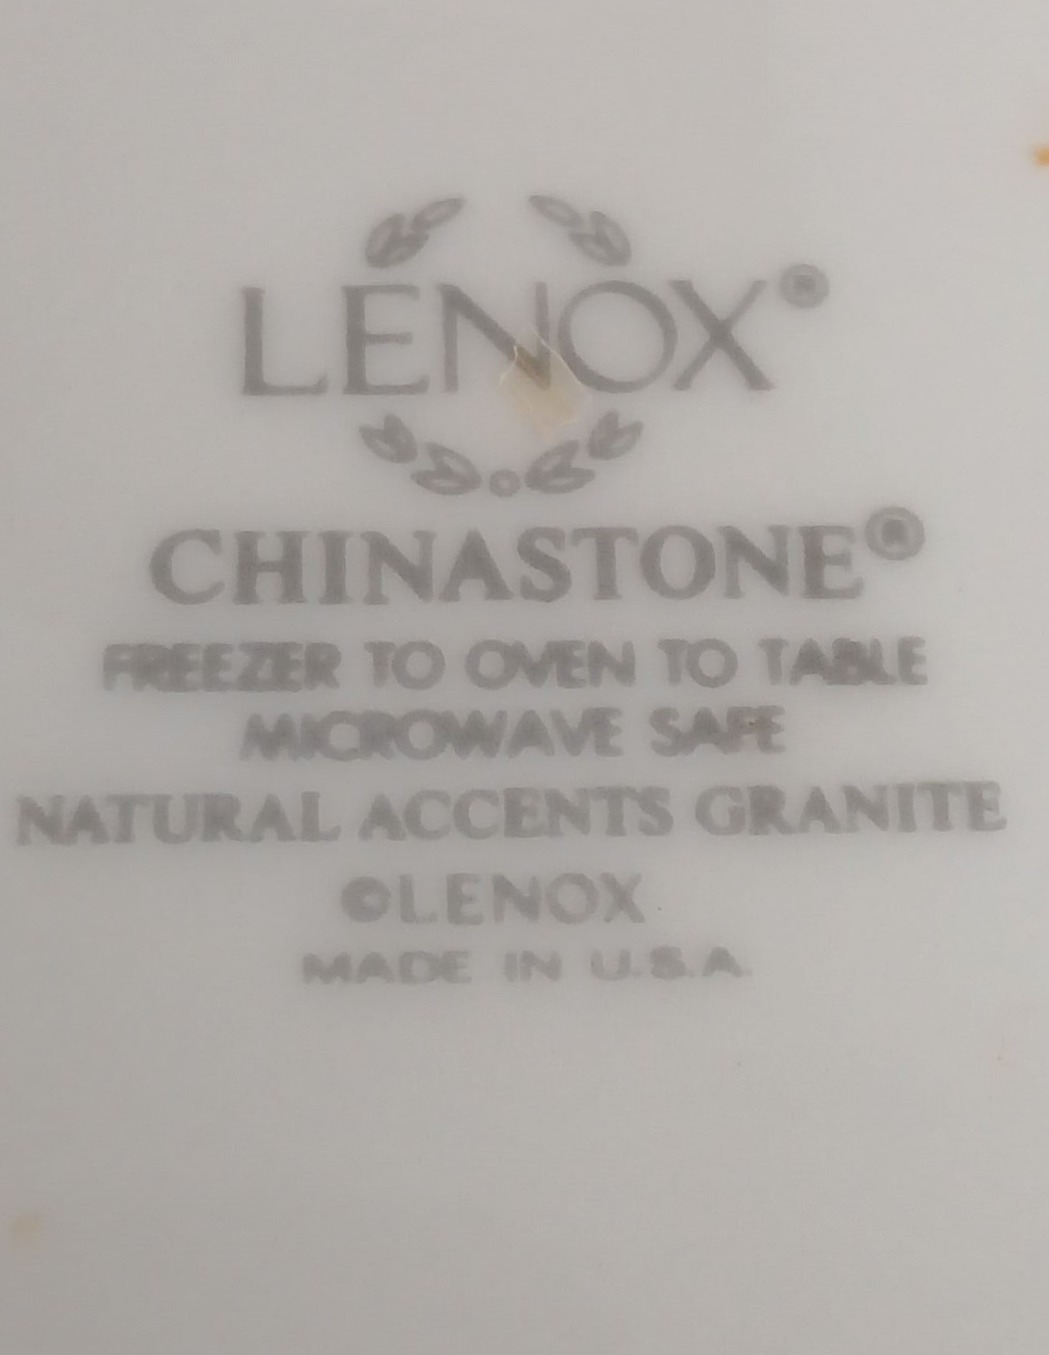 LENOX®
CHINASTONE®
FREEZER TO OVEN TO TABLE
MICROWAVE SAFE
NATURAL ACCENTS GRANITE
©LENOX
MADE IN U.S.A.